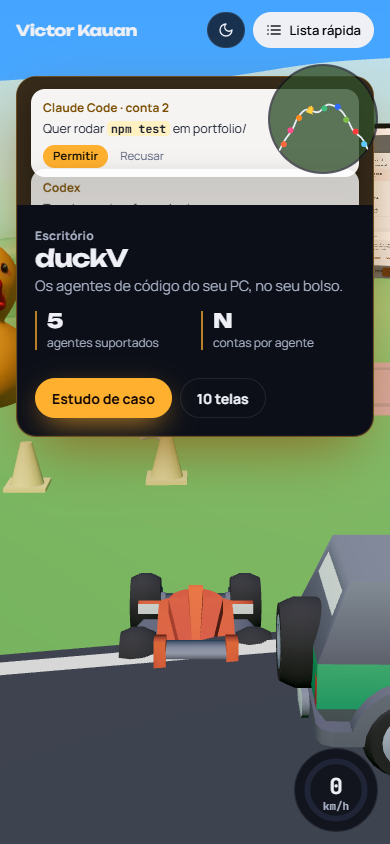 Victor Kauan
Lista rápida
Claude Code · conta 2
Quer rodar npm test em portfolio/
Permitir
Recusar
Codex
Escritório
duckV
Os agentes de código do seu PC, no seu bolso.
5
agentes suportados
N
contas por agente
Estudo de caso
10 telas
0
km/h